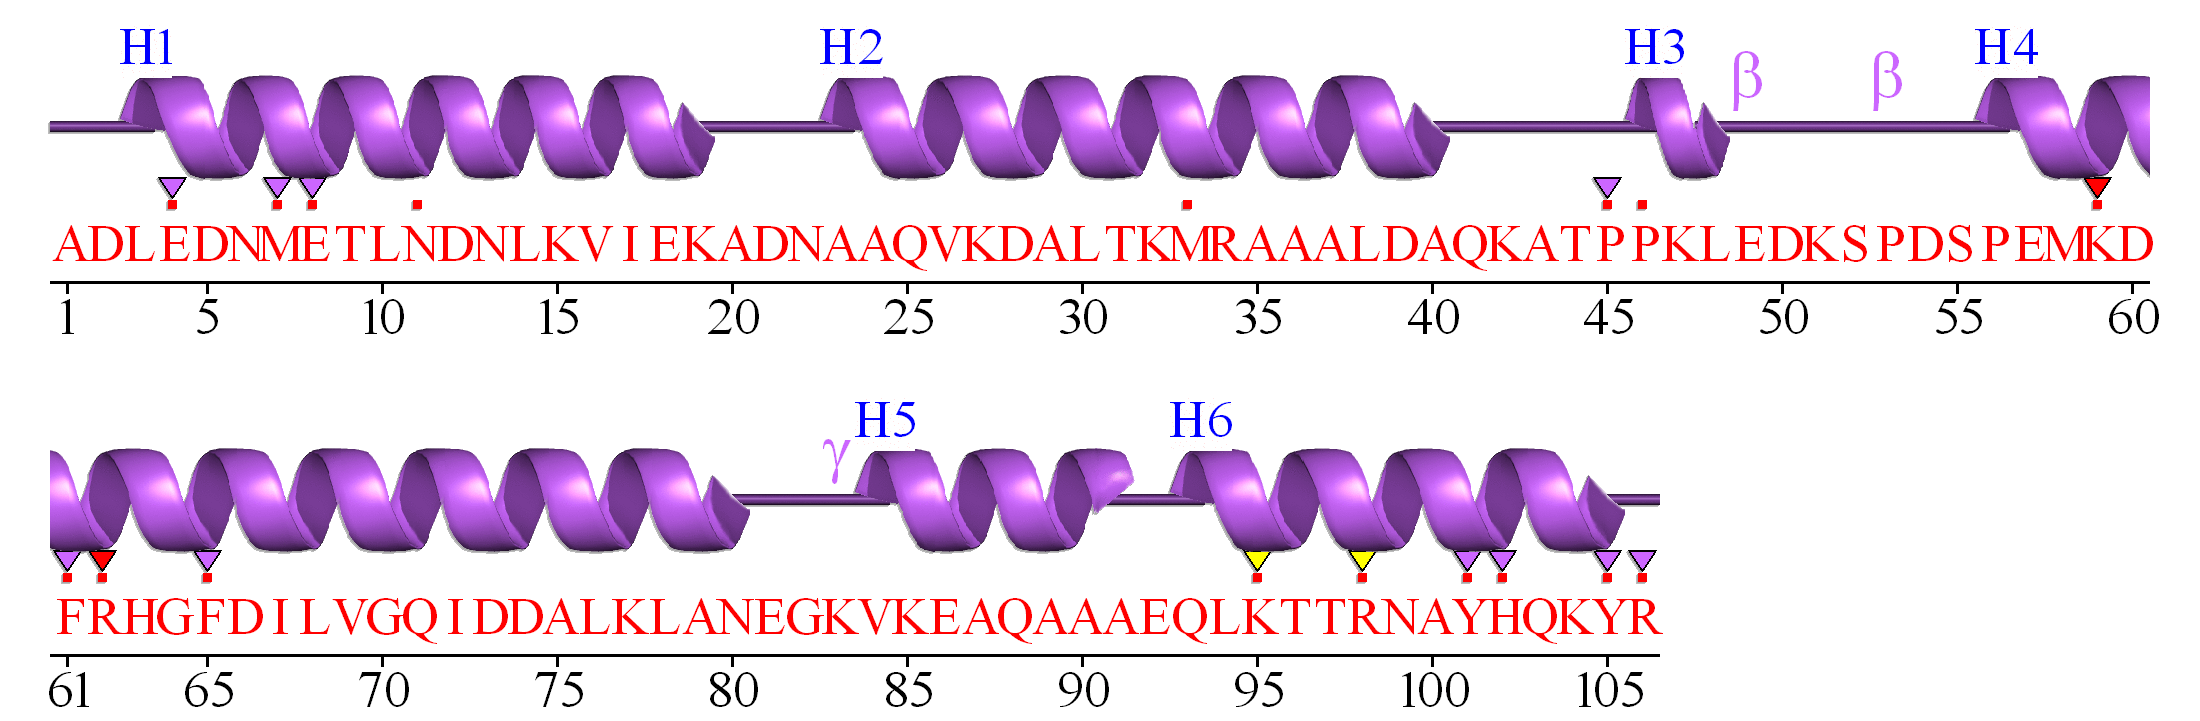 H1 H2 H3 β β H4
ADLEDNMETLNDNLKVIEKADNAAQVKDALTKMRAAALDAQKATPPKLEDKSPDSPEMKD
1 5 10 15 20 25 30 35 40 45 50 55 60
γ H5 H6
FRHGFDILVGQIDDALKLANEGKVKEAQAAAEQLKTTRNAYHQKYR
61 65 70 75 80 85 90 95 100 105